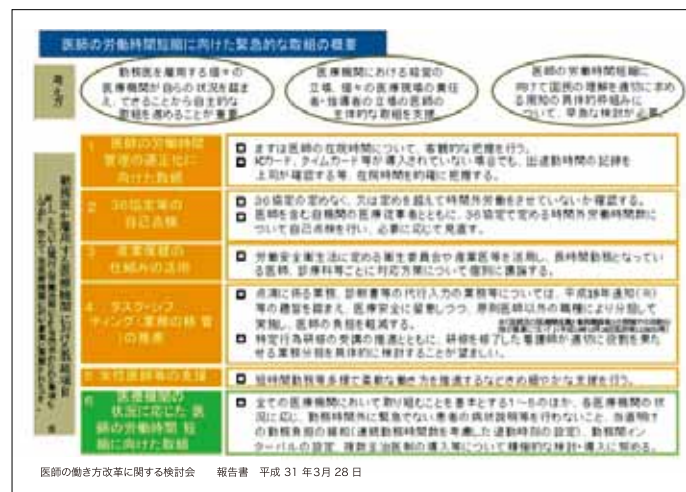 医師の労働時間短縮に向けた緊急的な取組の概要
考え方
勤務医を雇用する個々の
医療機関が自らの状況を踏ま
え、できることから自主的な
取組を進めることが重要
医療機関における経営の
立場、個々の医療現場の責任
者・指導者の立場の医師の
主体的な取組を支援
医師の労働時間短縮に
向けて国民の理解を適切に求め
る周知の具体的枠組みに
ついて、早急な検討が必要
勤務医を雇用する医療機関における取組項目
1 医師の労働時間
管理の適正化に
向けた取組
まずは医師の在院時間について、客観的な把握を行う。
ICカード、タイムカード等が導入されていない場合でも、出退勤時間の記録を
上司が確認する等、在院時間を的確に把握する。
2 36協定等の
自己点検
36協定の定めなく、又は定めを超えて時間外労働をさせていないか確認する。
医師を含む自機関の医療従事者とともに、36協定で定める時間外労働時間数に
ついて自己点検を行い、必要に応じて見直す。
3 産業保健の
仕組みの活用
労働安全衛生法に定める衛生委員会や産業医等を活用し、長時間勤務となってい
る医師、診療科等ごとに対応方策について個別に議論する。
4 タスク・シフ
ティング(業務の移管
)の推進
点滴に係る業務、診断書等の代行入力の業務等については、平成19年通知(※)
等の趣旨を踏まえ、医療安全に留意しつつ、原則医師以外の職種により分担して
実施し、医師の負担を軽減する。
特定行為研修の受講の推進とともに、研修を修了した看護師が適切に役割を果た
せる業務分担を具体的に検討することが望ましい。
5 女性医師等の支援
短時間勤務等多様で柔軟な働き方を推進するなどきめ細やかな支援を行う。
6 医療機関の
状況に応じた 医
師の労働時間 短
縮に向けた取組
全ての医療機関において取り組むことを基本とする1~5のほか、各医療機関の状
況に応じ、勤務時間外に緊急でない患者の病状説明等を行わないこと、当直明け
の勤務負担の緩和(連続勤務時間数を考慮した退勤時刻の設定)、勤務間イン
ターバルの設定、複数主治医制の導入等について積極的な検討・導入に努める。
医師の働き方改革に関する検討会 報告書 平成 31 年3月 28 日